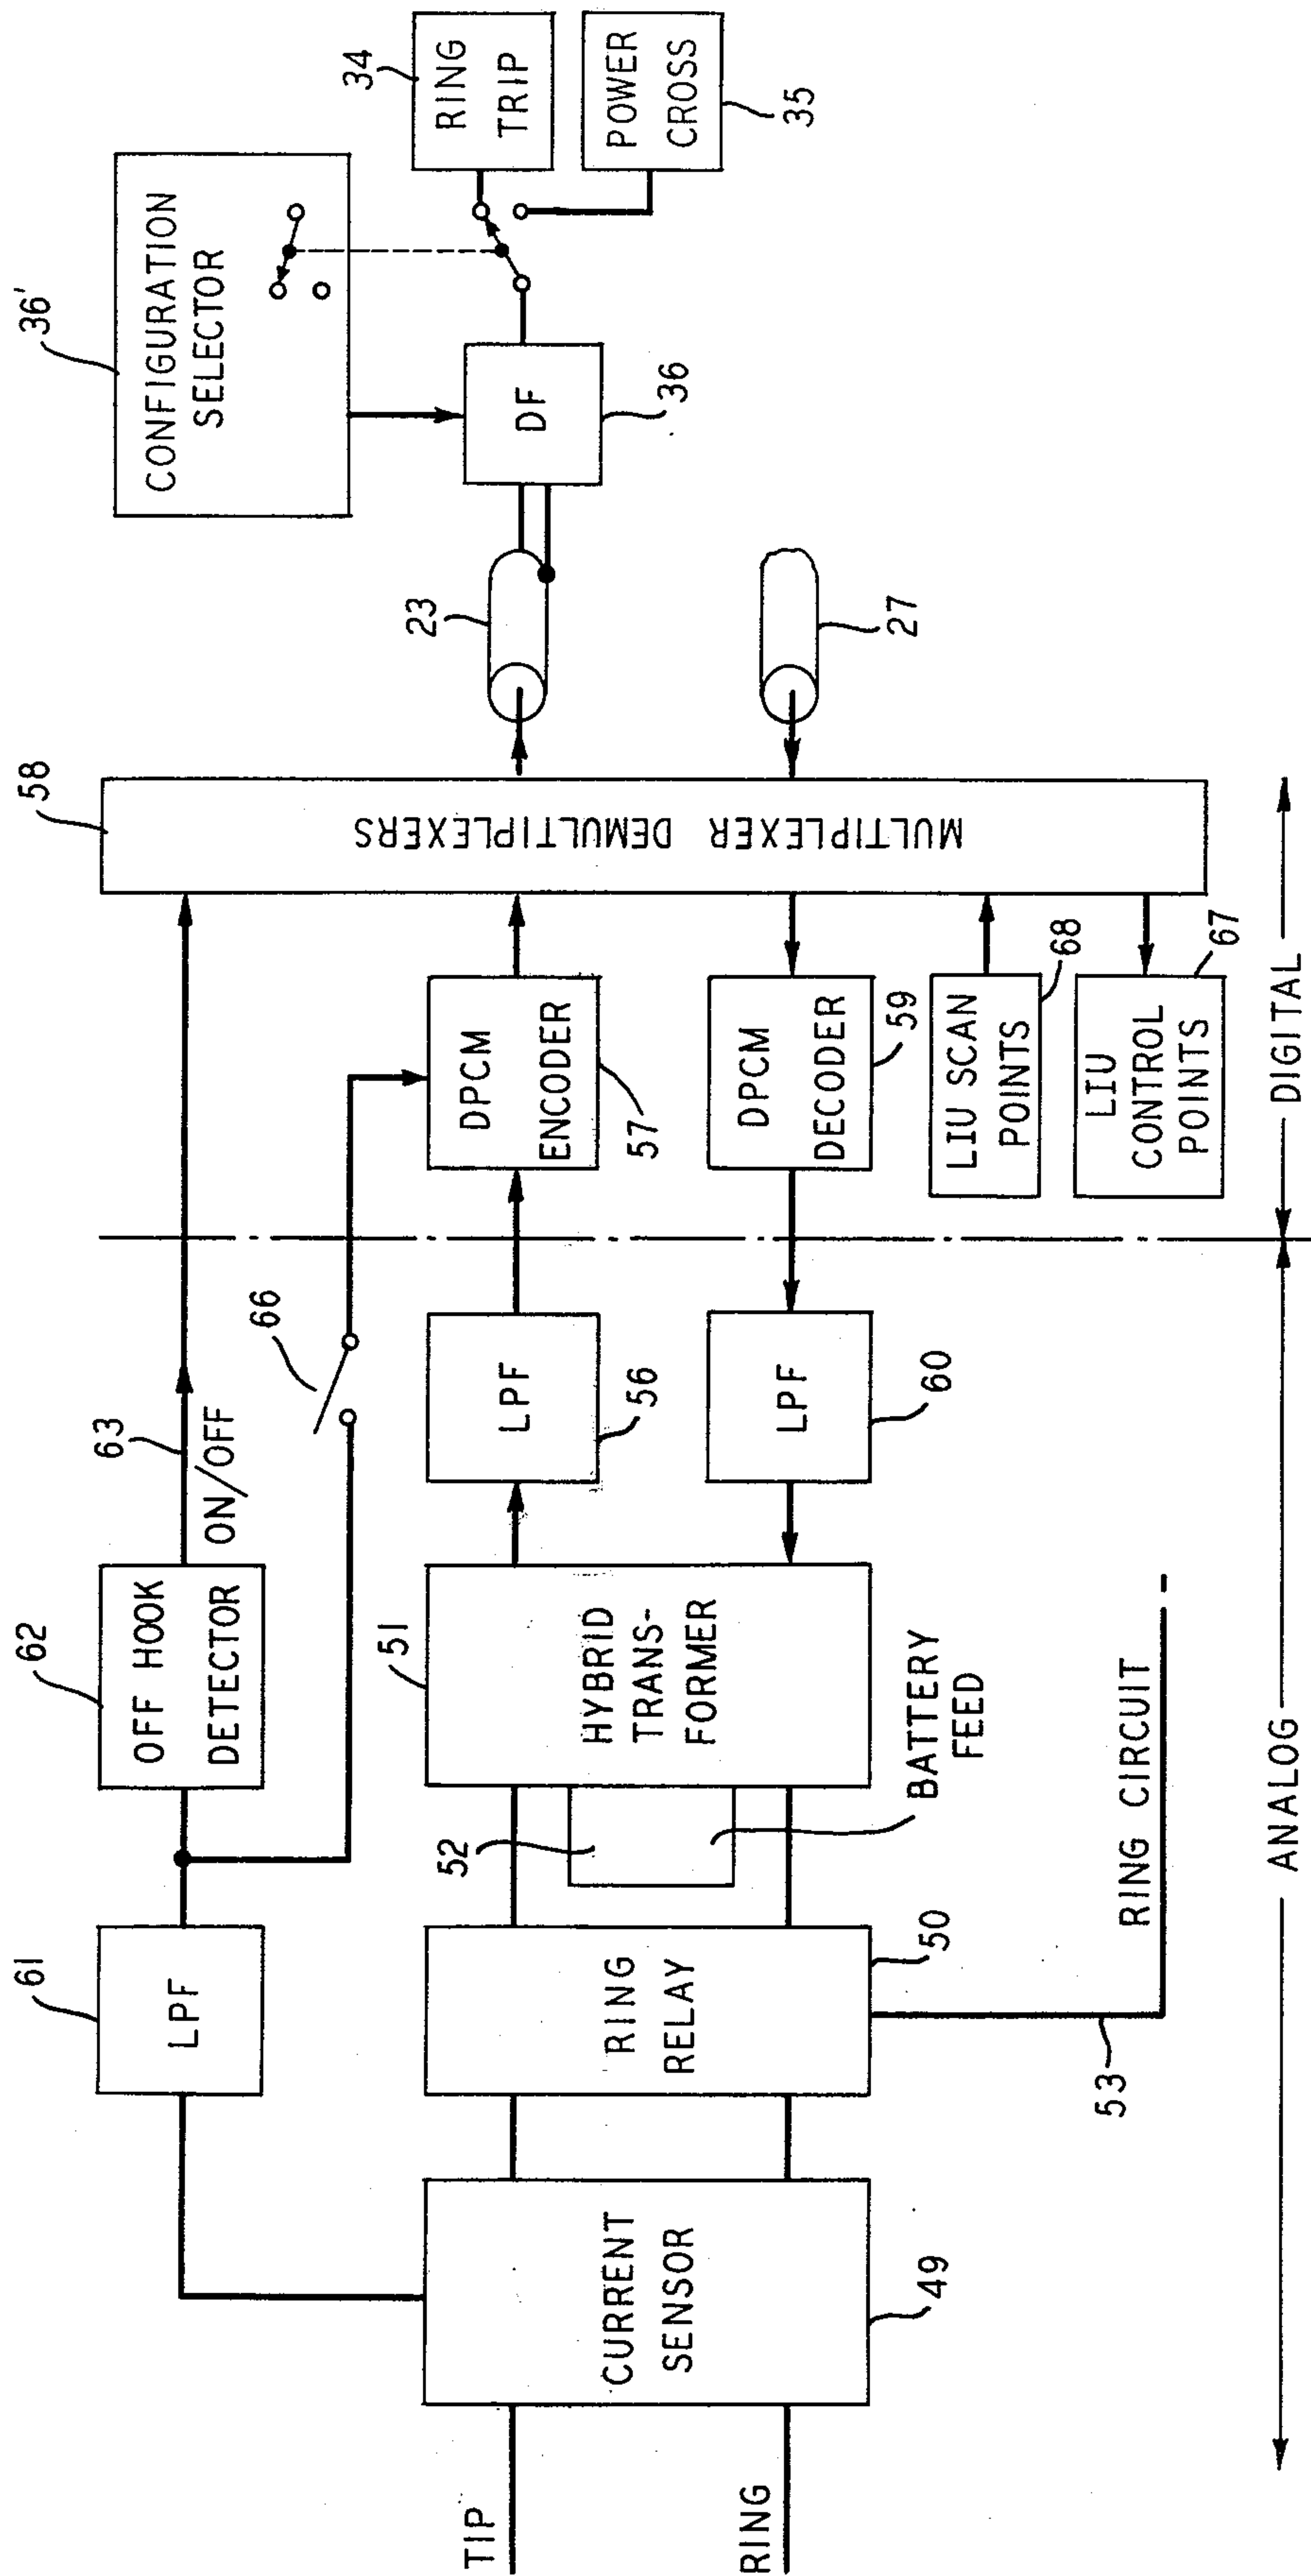 36'
CONFIGURATION
SELECTOR
34
RING
TRIP
POWER
CROSS
35
DF
36
23
27
58
MULTIPLEXER DEMULTIPLEXERS
63
ON/OFF
62
OFF HOOK
DETECTOR
61
LPF
66
DPCM
ENCODER
57
DPCM
DECODER
59
LIU SCAN
POINTS
68
LIU
CONTROL
POINTS
67
LPF
56
LPF
60
51
HYBRID
TRANS-
FORMER
52
BATTERY
FEED
RING
RELAY
50
53
RING CIRCUIT
CURRENT
SENSOR
49
TIP
RING
ANALOG
DIGITAL